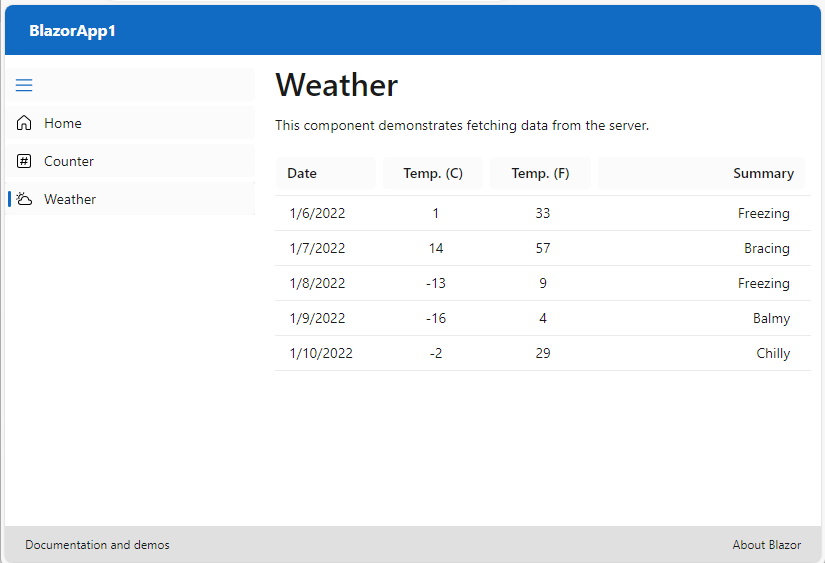 BlazorApp1
Home
Counter
Weather
Weather
This component demonstrates fetching data from the server.
Date Temp. (C) Temp. (F) Summary
1/6/2022 1 33 Freezing
1/7/2022 14 57 Bracing
1/8/2022 -13 9 Freezing
1/9/2022 -16 4 Balmy
1/10/2022 -2 29 Chilly
Documentation and demos About Blazor